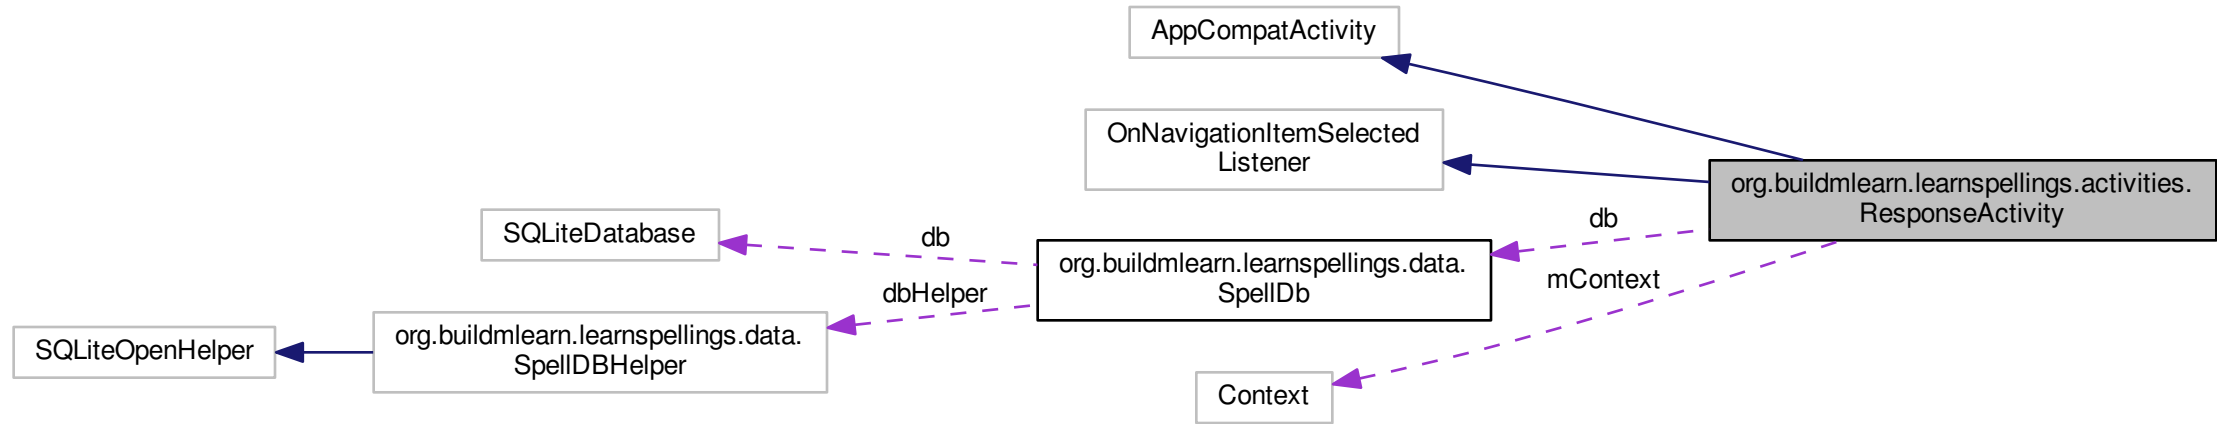 AppCompatActivity
OnNavigationItemSelected
Listener
org.buildmlearn.learnspellings.activities.
ResponseActivity
SQLiteDatabase
db
db
org.buildmlearn.learnspellings.data.
SpellDb
mContext
dbHelper
SQLiteOpenHelper
org.buildmlearn.learnspellings.data.
SpellDBHelper
Context